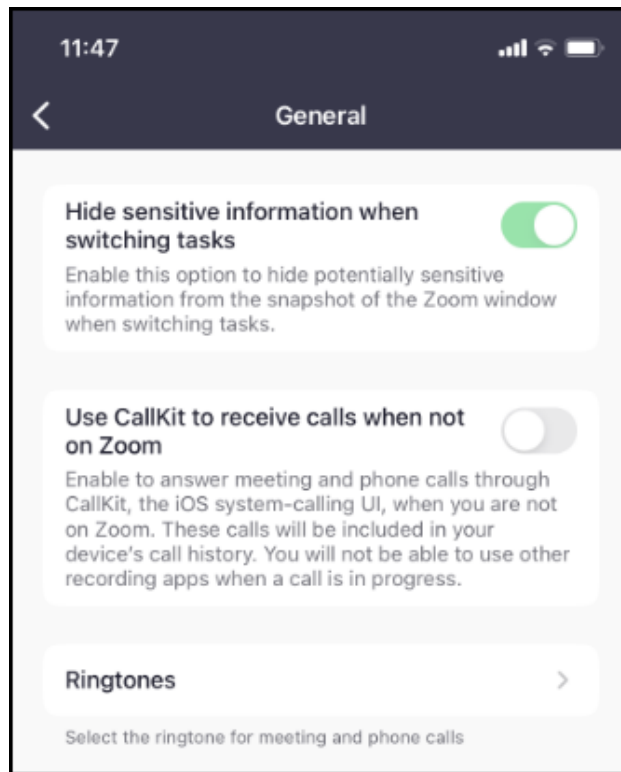 11:47
General
Hide sensitive information when
switching tasks
Enable this option to hide potentially sensitive
information from the snapshot of the Zoom window
when switching tasks.
Use CallKit to receive calls when not
on Zoom
Enable to answer meeting and phone calls through
CallKit, the iOS system-calling UI, when you are not
on Zoom. These calls will be included in your
device's call history. You will not be able to use other
recording apps when a call is in progress.
Ringtones
Select the ringtone for meeting and phone calls